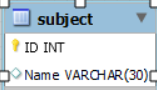 subject
ID INT
Name VARCHAR(30)